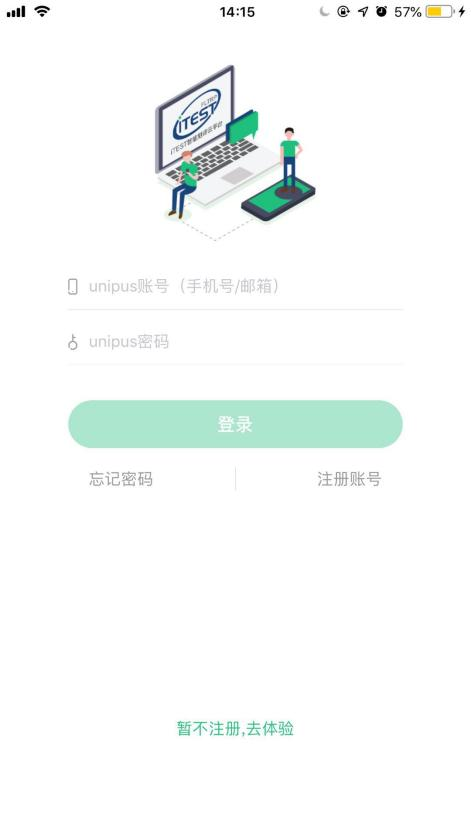 14:15
57%
FLTRP
iTEST
iTEST智能测评云平台
unipus账号（手机号/邮箱）
unipus密码
登录
忘记密码
注册账号
暂不注册,去体验